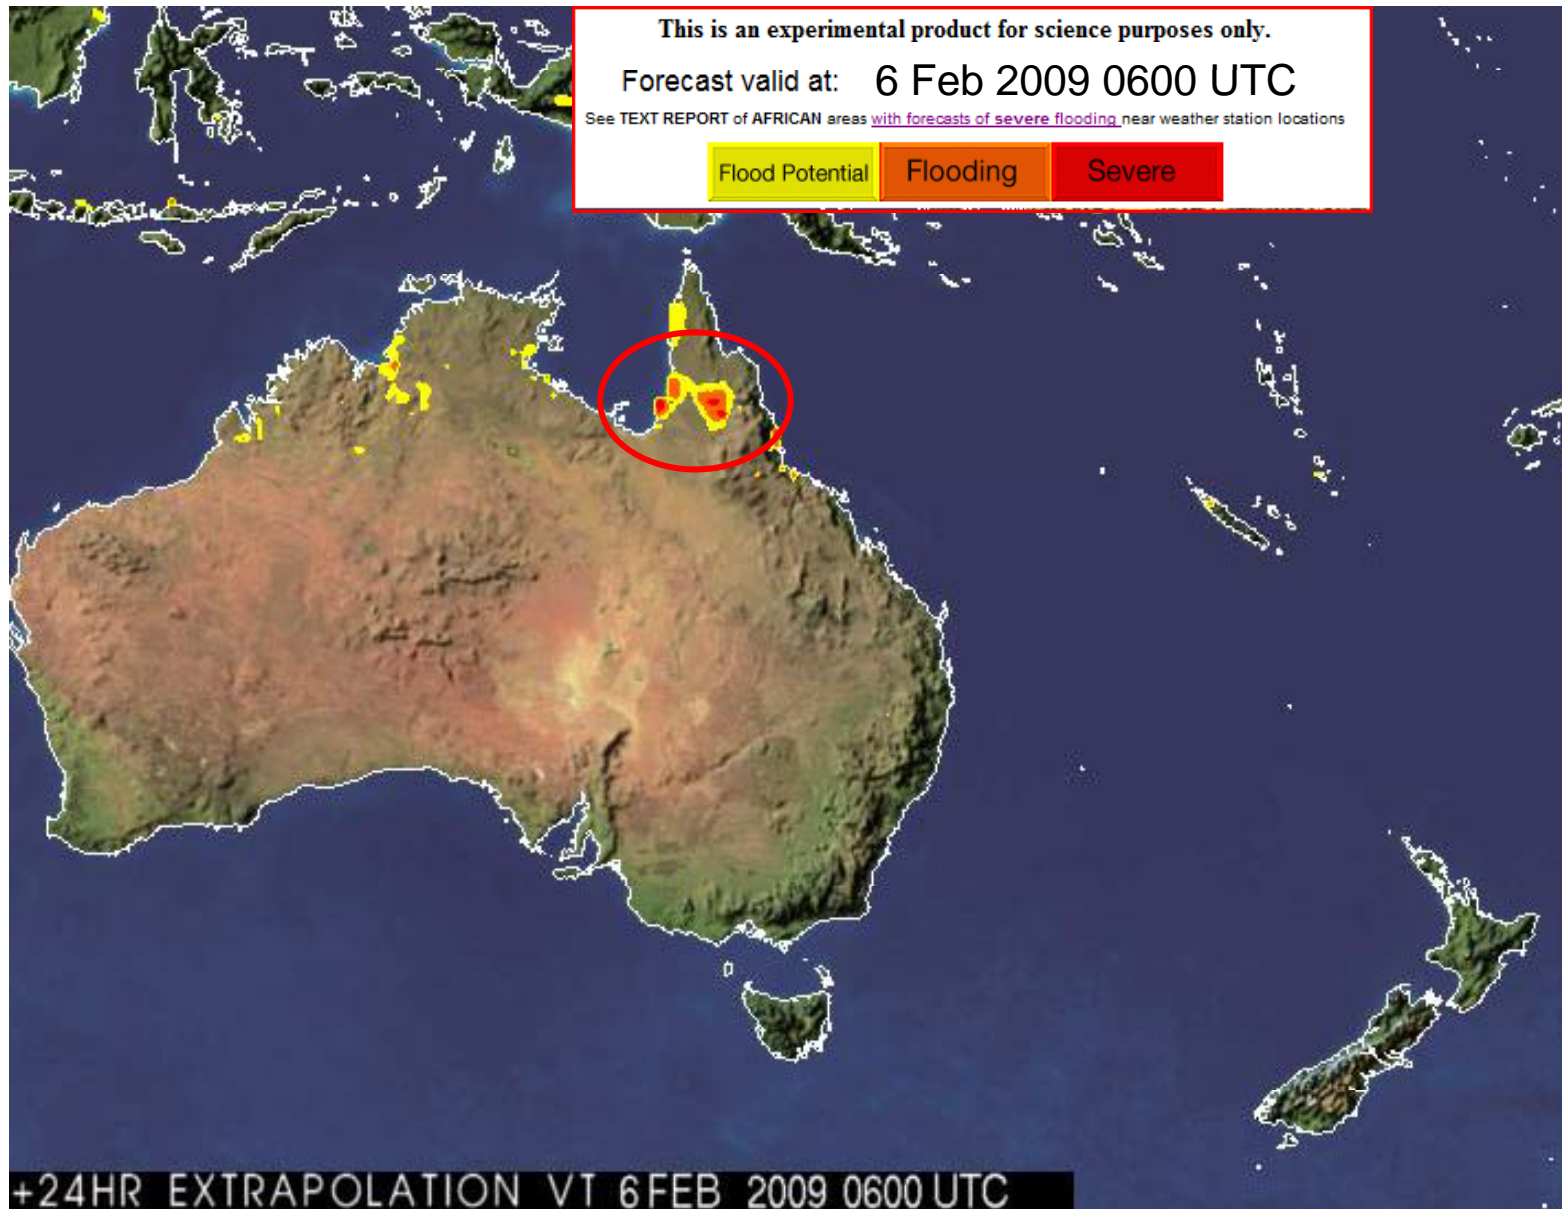 This is an experimental product for science purposes only.
Forecast valid at: 6 Feb 2009 0600 UTC
See TEXT REPORT of AFRICAN areas with forecasts of severe flooding near weather station locations
Flood Potential Flooding Severe
+24HR EXTRAPOLATION VT 6 FEB 2009 0600 UTC